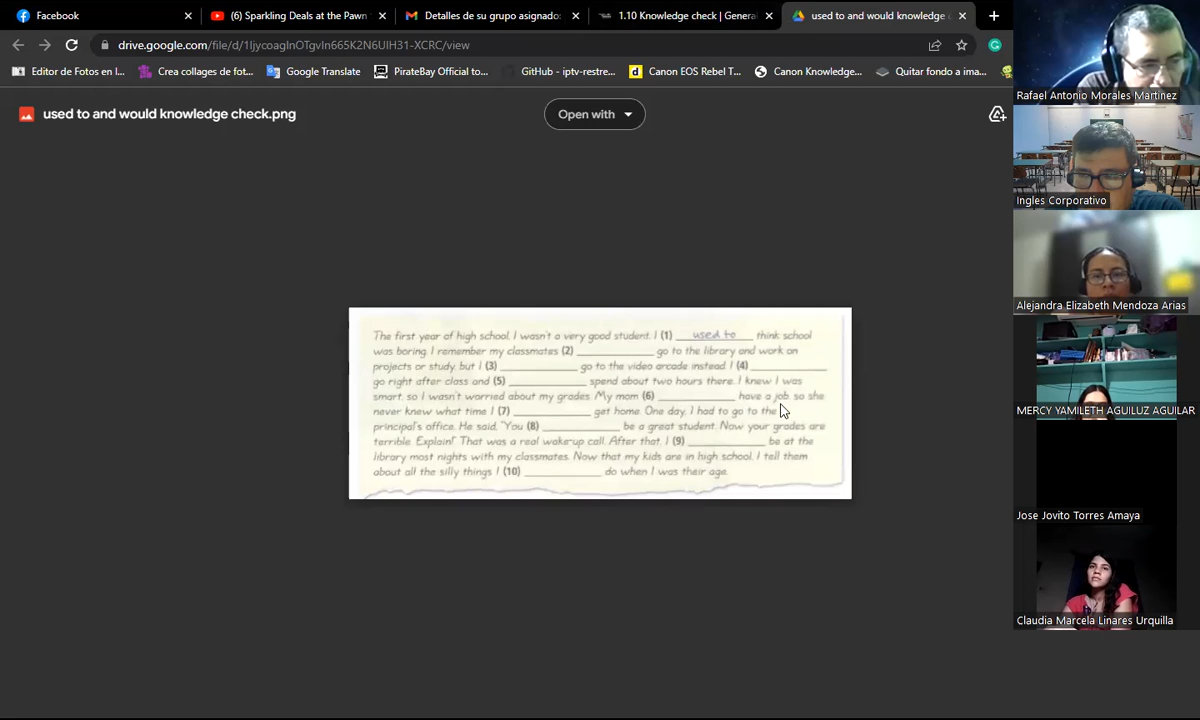 Facebook
(6) Sparkling Deals at the Pawn
Detalles de su grupo asignado:
1.10 Knowledge check | General
used to and would knowledge
drive.google.com/file/d/1ljycoagInOTgvIn665K2N6UIH31-XCRC/view
Editor de Fotos en l...
Crea collages de fot...
Google Translate
PirateBay Official to...
GitHub - iptv-restre...
Canon EOS Rebel T...
Canon Knowledge...
Quitar fondo a ima...
used to and would knowledge check.png
Open with
The first year of high school, I wasn't a very good student. I (1) used to think school
was boring. I remember my classmates (2) ____________ go to the library and work on
projects or study, but I (3) ____________ go to the video arcade instead. I (4) ____________
go right after class and (5) ____________ spend about two hours there. I knew I was
smart, so I wasn't worried about my grades. My mom (6) ____________ have a job, so she
never knew what time I (7) ____________ get home. One day, I had to go to the
principal's office. He said, "You (8) ____________ be a great student. Now your grades are
terrible. Explain!" That was a real wake-up call. After that, I (9) ____________ be at the
library most nights with my classmates. Now that my kids are in high school, I tell them
about all the silly things I (10) ____________ do when I was their age.
Rafael Antonio Morales Martinez
Ingles Corporativo
Alejandra Elizabeth Mendoza Arias
MERCY YAMILETH AGUILUZ AGUILAR
Jose Jovito Torres Amaya
Claudia Marcela Linares Urquilla